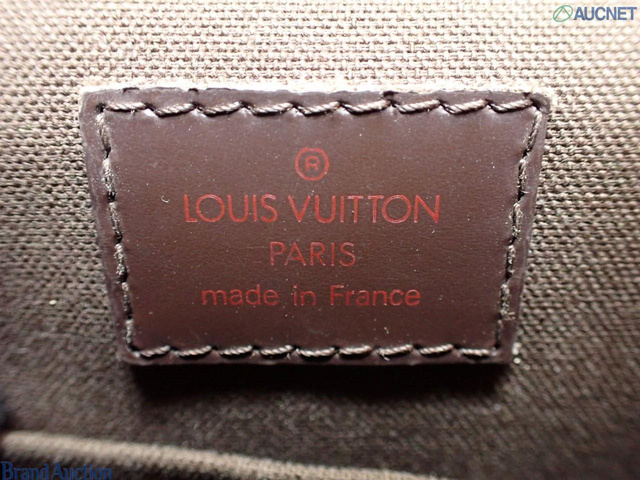 AUCNET
®
LOUIS VUITTON
PARIS
made in France
Brand Auction